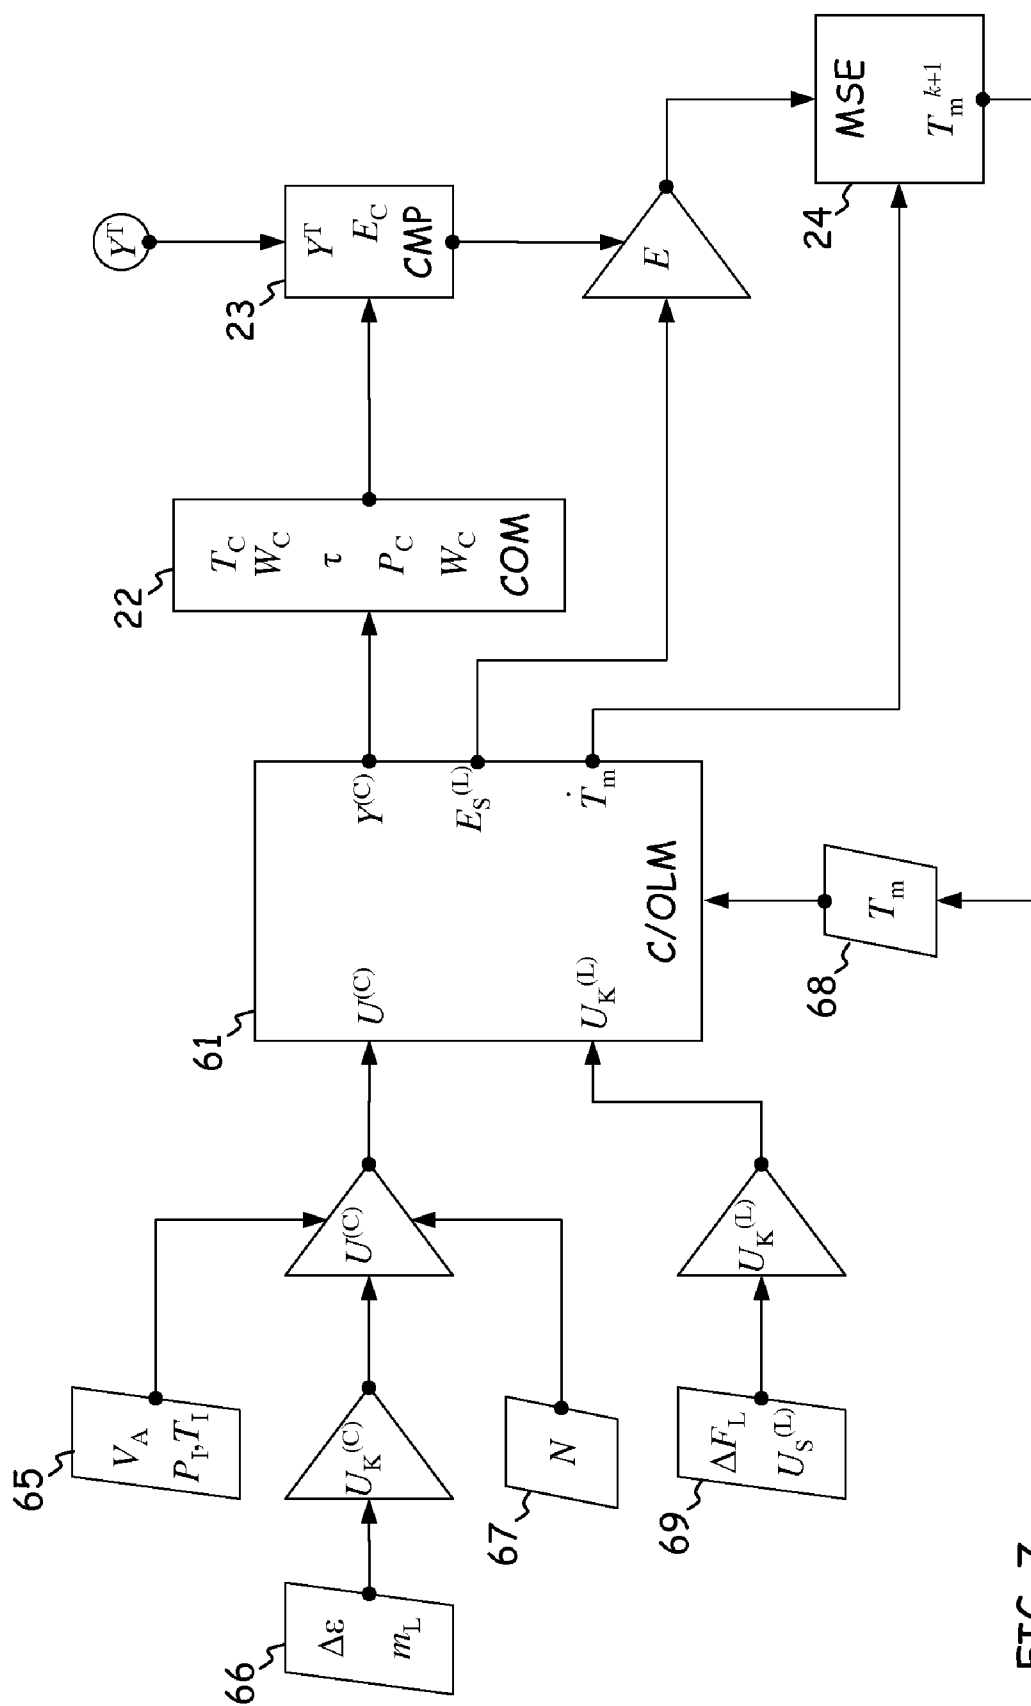 65
V_A
P_I,T_I
66
Δε
m_L
U_K^(C)
U^(C)
67
N
69
ΔF_L
U_S^(L)
U_K^(L)
61
U^(C)
Y^(C)
E_S^(L)
U_K^(L)
Ṫ_m
C/OLM
68
T_m
22
T_C
W_C
τ
P_C
W_C
COM
Y^T
23
Y^T
E_C
CMP
E
24
MSE
T_m^k+1
FIG. 7